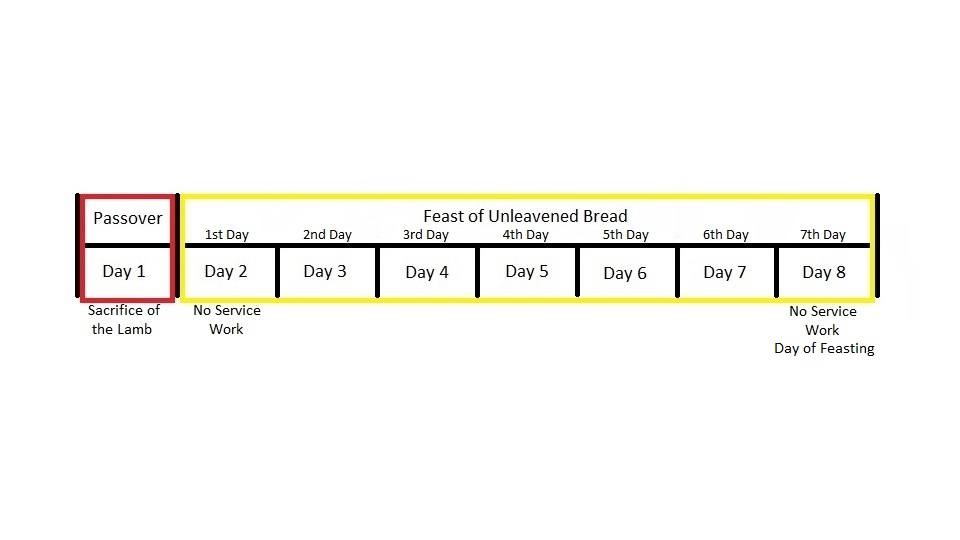 Passover
Feast of Unleavened Bread
1st Day 2nd Day 3rd Day 4th Day 5th Day 6th Day 7th Day
Day 1 Day 2 Day 3 Day 4 Day 5 Day 6 Day 7 Day 8
Sacrifice of
the Lamb
No Service
Work
No Service
Work
Day of Feasting